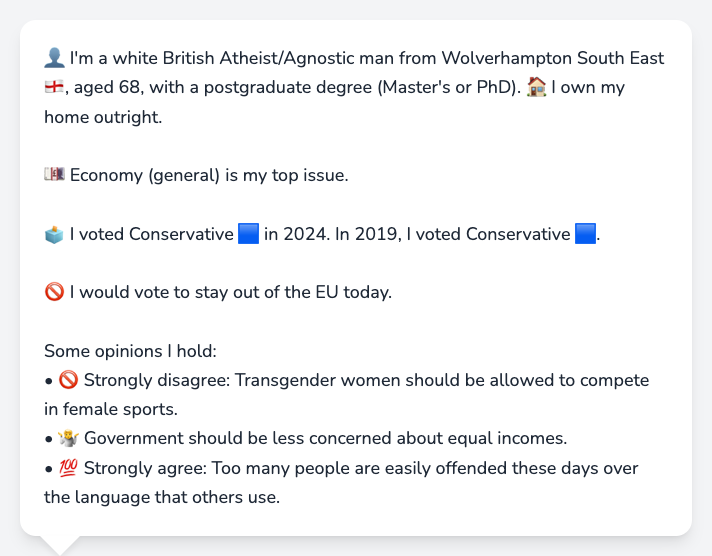 👤 I'm a white British Atheist/Agnostic man from Wolverhampton South East
🏴󠁧󠁢󠁥󠁮󠁧󠁿, aged 68, with a postgraduate degree (Master's or PhD). 🏠 I own my
home outright.
💷 Economy (general) is my top issue.
🗳️ I voted Conservative 🟦 in 2024. In 2019, I voted Conservative 🟦.
🚫 I would vote to stay out of the EU today.
Some opinions I hold:
• 🚫 Strongly disagree: Transgender women should be allowed to compete
in female sports.
• 🤷 Government should be less concerned about equal incomes.
• 💯 Strongly agree: Too many people are easily offended these days over
the language that others use.